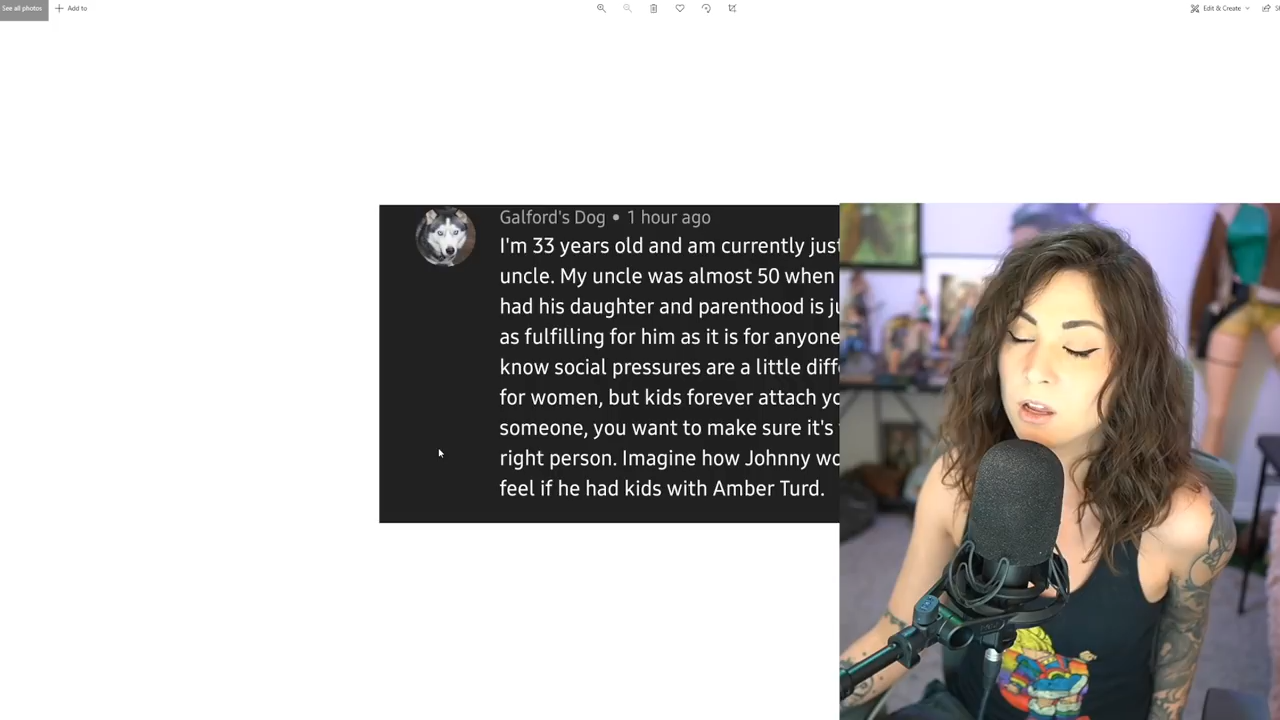 See all photos
Add to
Edit & Create
Galford's Dog • 1 hour ago
I'm 33 years old and am currently just
uncle. My uncle was almost 50 when
had his daughter and parenthood is
as fulfilling for him as it is for anyone
know social pressures are a little
for women, but kids forever attach
someone, you want to make sure it's
right person. Imagine how Johnny
feel if he had kids with Amber Turd.